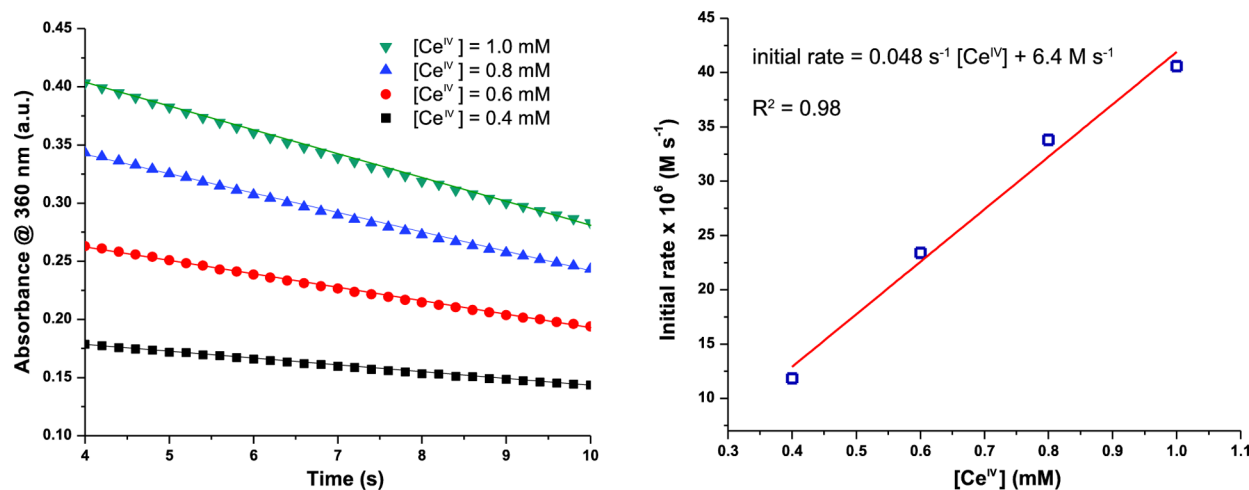 0.45
0.40
0.35
0.30
0.25
0.20
0.15
0.10
Absorbance @ 360 nm (a.u.)
[Ce^IV] = 1.0 mM
[Ce^IV] = 0.8 mM
[Ce^IV] = 0.6 mM
[Ce^IV] = 0.4 mM
4 5 6 7 8 9 10
Time (s)
45
40
35
30
25
20
15
10
Initial rate x 10^6 (M s^-1)
initial rate = 0.048 s^-1 [Ce^IV] + 6.4 M s^-1
R^2 = 0.98
0.3 0.4 0.5 0.6 0.7 0.8 0.9 1.0 1.1
[Ce^IV] (mM)